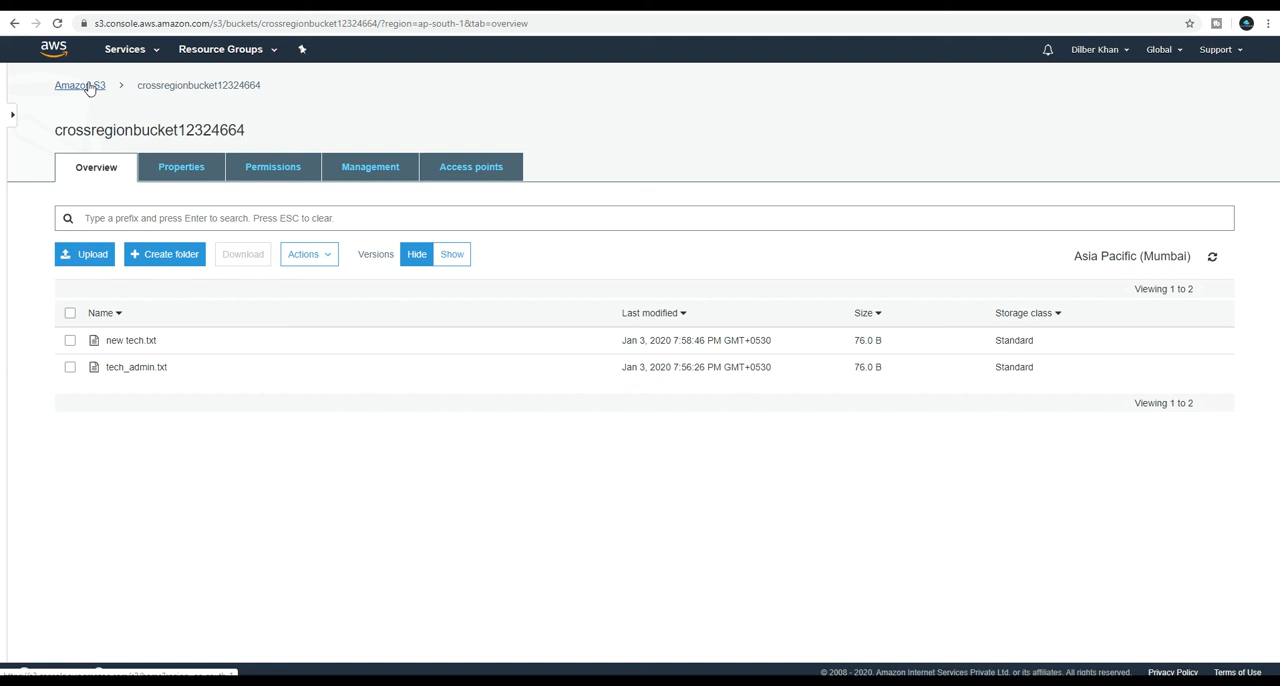 s3.console.aws.amazon.com/s3/buckets/crossregionbucket12324664/?region=ap-south-1&tab=overview
aws Services Resource Groups Dilber Khan Global Support
Amazon S3 > crossregionbucket12324664
crossregionbucket12324664
Overview Properties Permissions Management Access points
Type a prefix and press Enter to search. Press ESC to clear.
Upload + Create folder Download Actions Versions Hide Show Asia Pacific (Mumbai)
Viewing 1 to 2
Name Last modified Size Storage class
new tech.txt Jan 3, 2020 7:58:46 PM GMT+0530 76.0 B Standard
tech_admin.txt Jan 3, 2020 7:56:26 PM GMT+0530 76.0 B Standard
Viewing 1 to 2
© 2008 - 2020, Amazon Internet Services Private Ltd. or its affiliates. All rights reserved. Privacy Policy Terms of Use